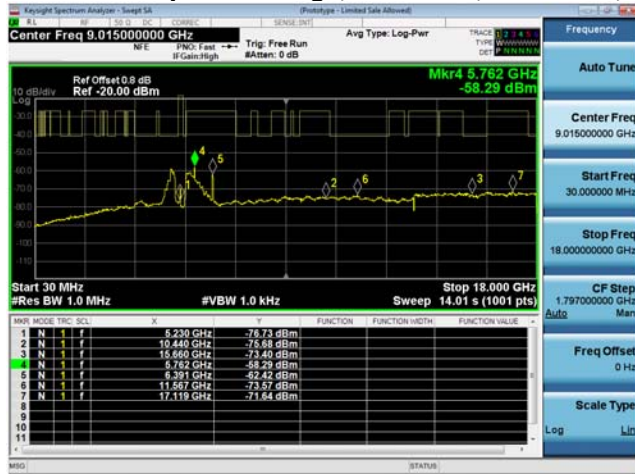 Keysight Spectrum Analyzer - Swept SA (Prototype - Limited Sale Allowed)
RL RF 50 Ω DC CORREC SENSE:INT
Center Freq 9.015000000 GHz
NFE PNO: Fast Trig: Free Run Avg Type: Log-Pwr TRACE 1 2 3 4 5 6
IFGain:High #Atten: 0 dB TYPE
DET P N N N N N
Ref Offset 0.8 dB Mkr4 5.762 GHz
10 dB/div Ref -20.00 dBm -58.29 dBm
Log
-30.0
-40.0
-50.0
-60.0
-70.0
-80.0
-90.0
-100
-110
1 2 3 4 5 6 7
Start 30 MHz Stop 18.000 GHz
#Res BW 1.0 MHz #VBW 1.0 kHz Sweep 14.01 s (1001 pts)
MKR MODE TRC SCL X Y FUNCTION FUNCTION WIDTH FUNCTION VALUE
1 N 1 f 5.230 GHz -76.73 dBm
2 N 1 f 10.440 GHz -75.68 dBm
3 N 1 f 15.660 GHz -73.40 dBm
4 N 1 f 5.762 GHz -58.29 dBm
5 N 1 f 6.391 GHz -62.42 dBm
6 N 1 f 11.567 GHz -73.57 dBm
7 N 1 f 17.119 GHz -71.64 dBm
8
9
10
11
MSG STATUS
Frequency
Auto Tune
Center Freq
9.015000000 GHz
Start Freq
30.000000 MHz
Stop Freq
18.000000000 GHz
CF Step
1.797000000 GHz
Auto Man
Freq Offset
0 Hz
Scale Type
Log Lin